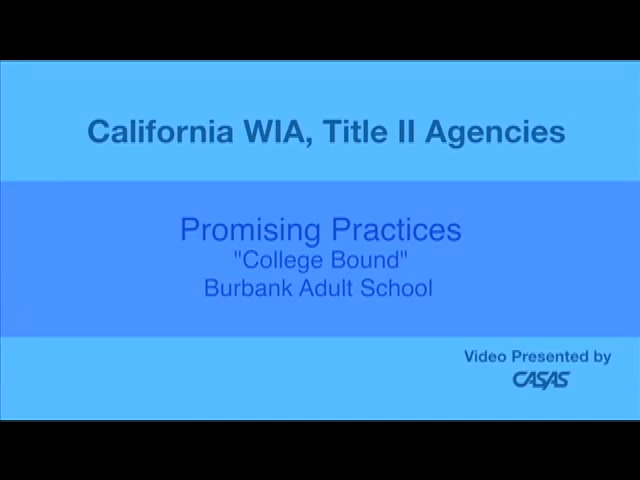 California WIA, Title II Agencies
Promising Practices
"College Bound"
Burbank Adult School
Video Presented by
CASAS